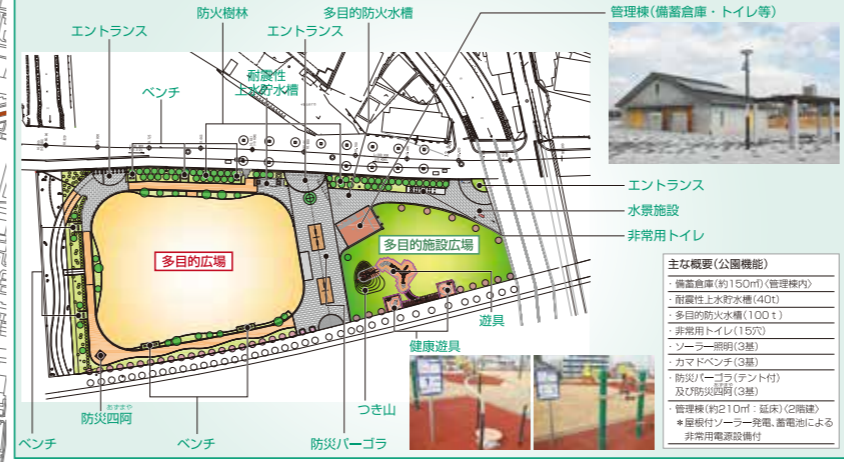 防火樹林
多目的防火水槽
管理棟(備蓄倉庫・トイレ等)
エントランス
エントランス
耐震性
上水貯水槽
ベンチ
エントランス
水景施設
非常用トイレ
多目的広場
多目的施設広場
遊具
健康遊具
つき山
あずまや
防災四阿
ベンチ
ベンチ
防災パーゴラ
主な概要(公園機能)
・備蓄倉庫(約150㎡)〈管理棟内〉
・耐震性上水貯水槽(40t)
・多目的防火水槽(100t)
・非常用トイレ(15穴)
・ソーラー照明(3基)
・カマドベンチ(3基)
・防災パーゴラ(テント付)
あずまや
及び防災四阿(3基)
・管理棟(約210㎡:延床)〈2階建〉
*屋根付ソーラー発電、蓄電池による
非常用電源設備付